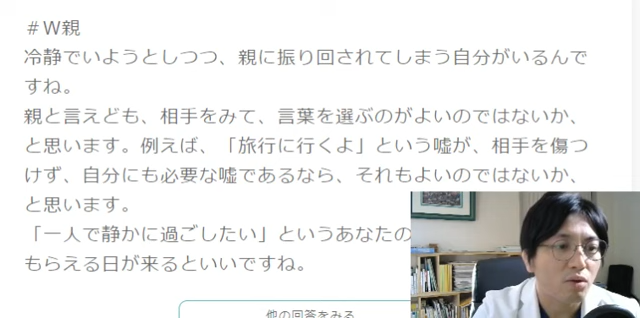 ＃W親
冷静でいようとしつつ、親に振り回されてしまう自分がいるんで
すね。
親と言えども、相手をみて、言葉を選ぶのがよいのではないか、
と思います。例えば、「旅行に行くよ」という嘘が、相手を傷つ
けず、自分にも必要な嘘であるなら、それもよいのではないか、
と思います。
「一人で静かに過ごしたい」というあなたの
もらえる日が来るといいですね。
他の回答をみる